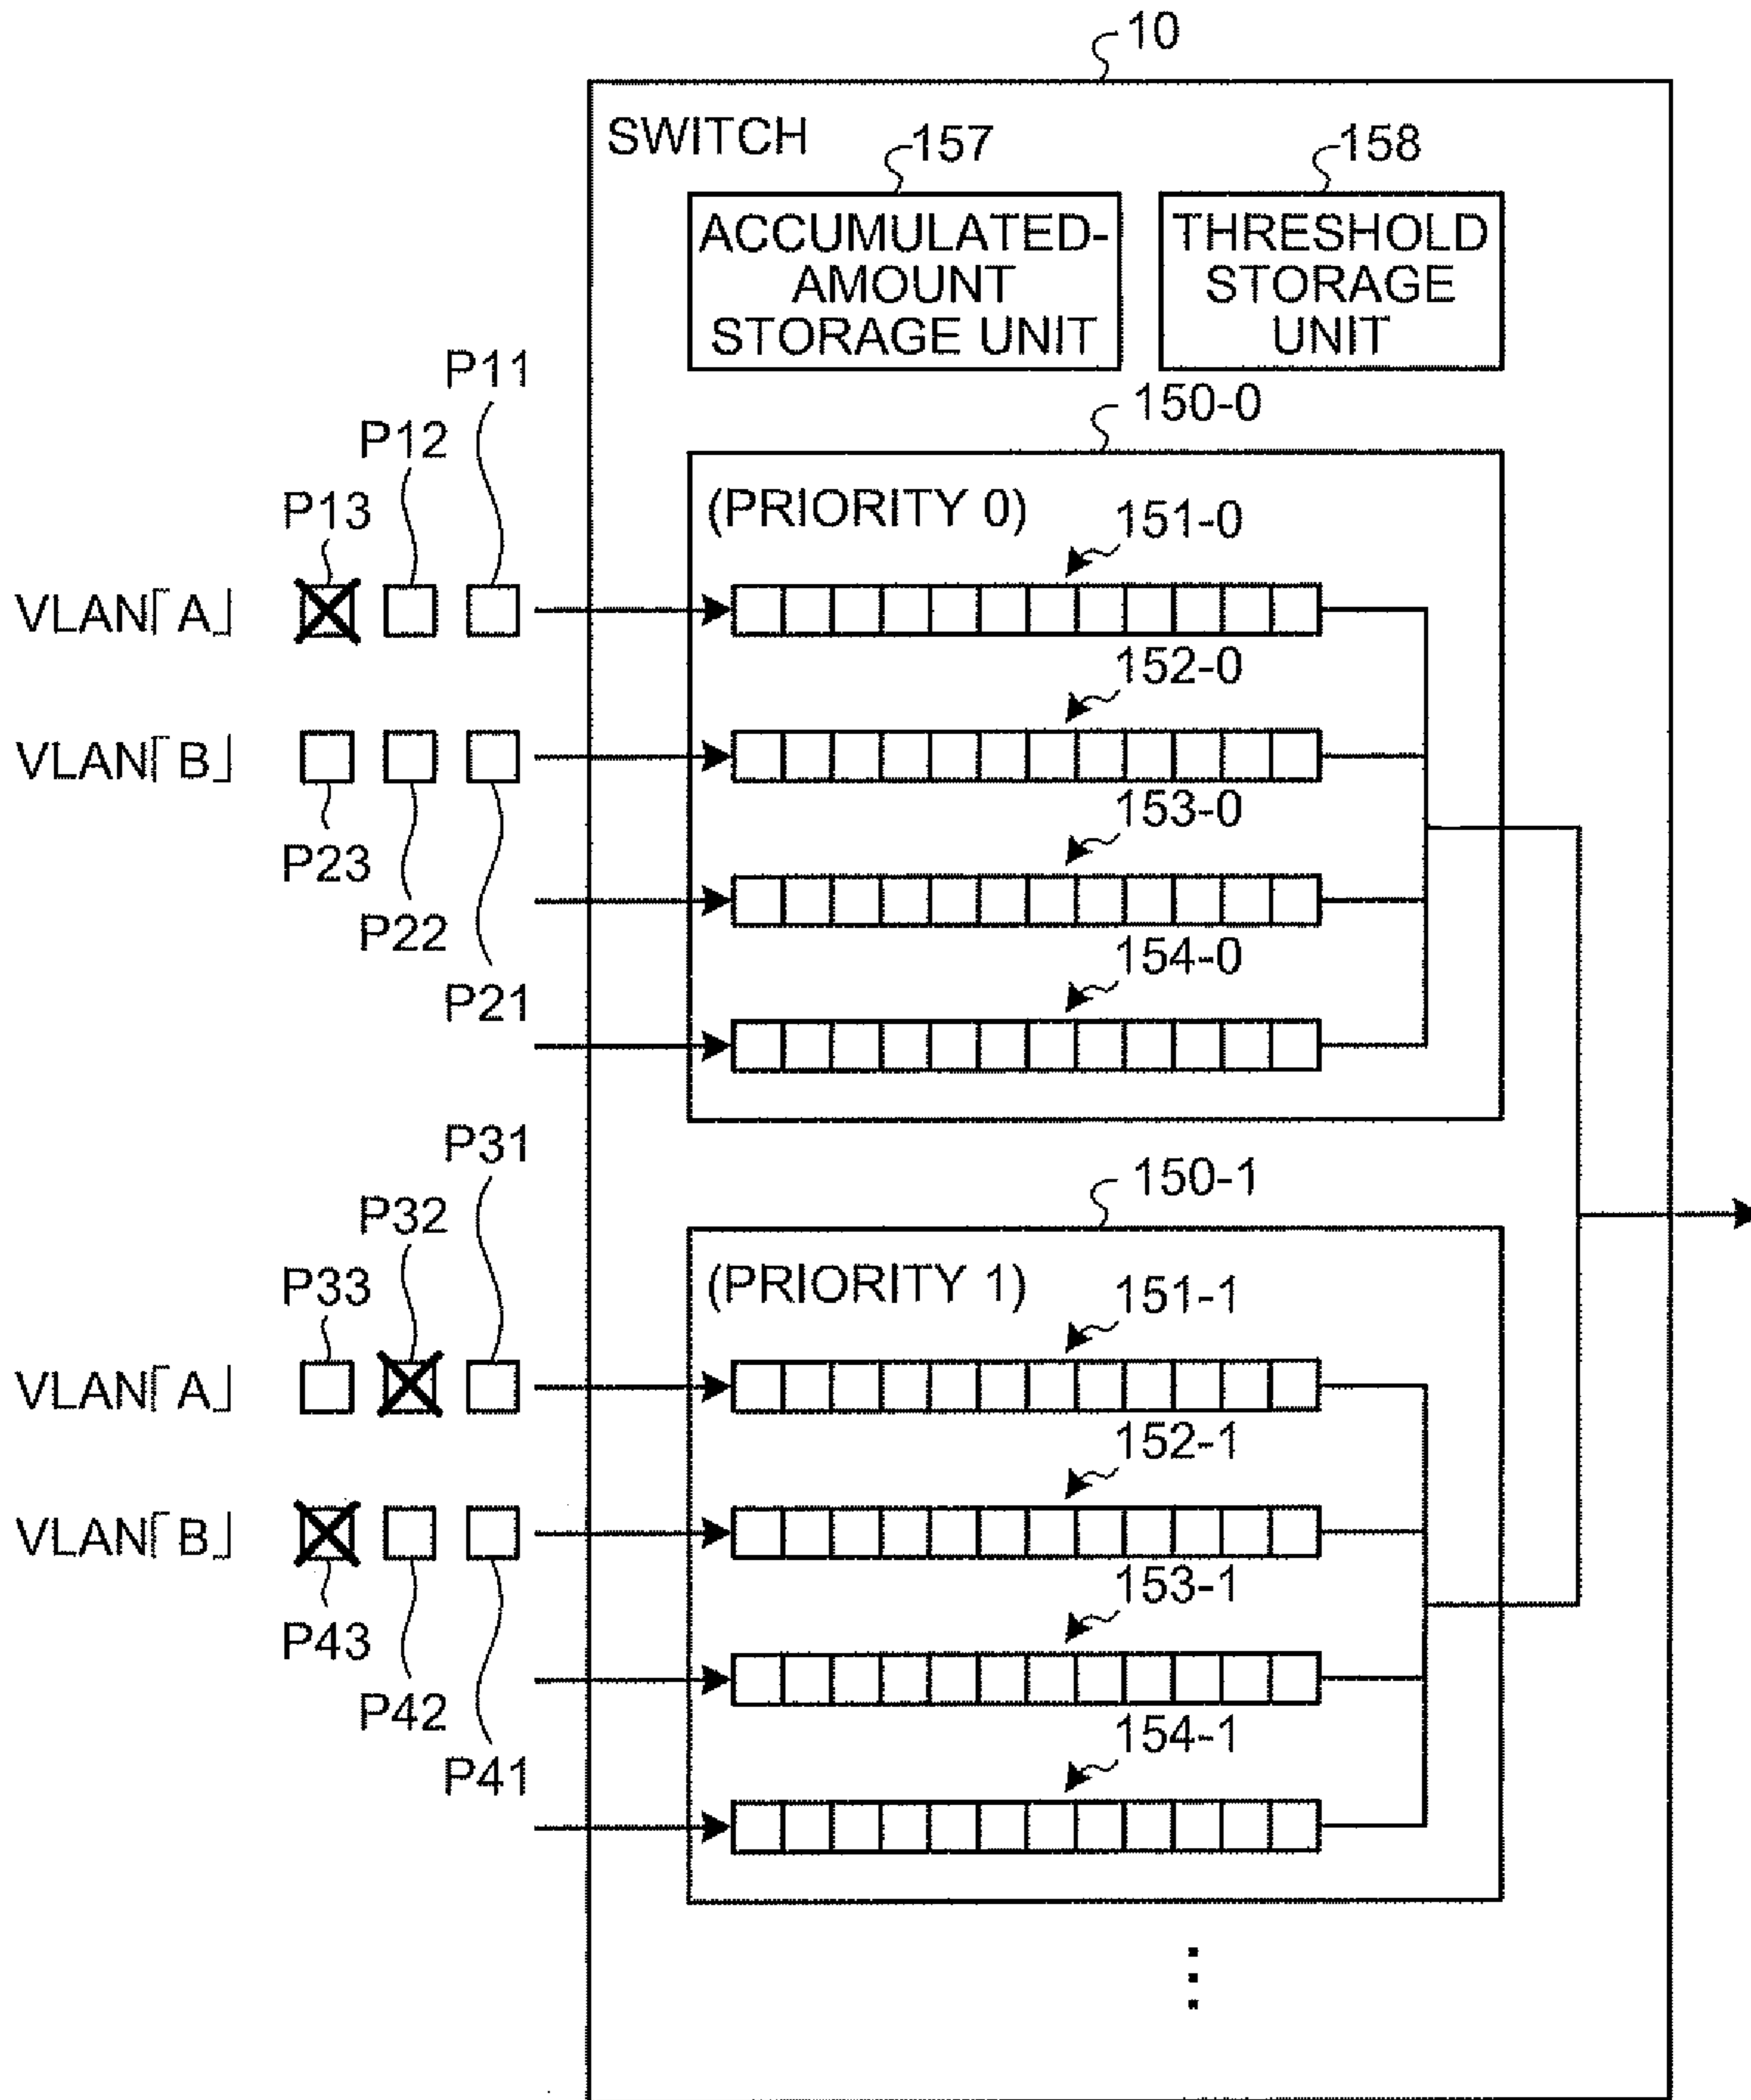 10
SWITCH
157
158
ACCUMULATED-
AMOUNT
STORAGE UNIT
THRESHOLD
STORAGE
UNIT
P11
P12
P13
150-0
(PRIORITY 0)
151-0
VLAN「A」
152-0
VLAN「B」
153-0
P23
P22
154-0
P21
P31
P32
P33
150-1
(PRIORITY 1)
151-1
VLAN「A」
152-1
VLAN「B」
153-1
P43
P42
154-1
P41